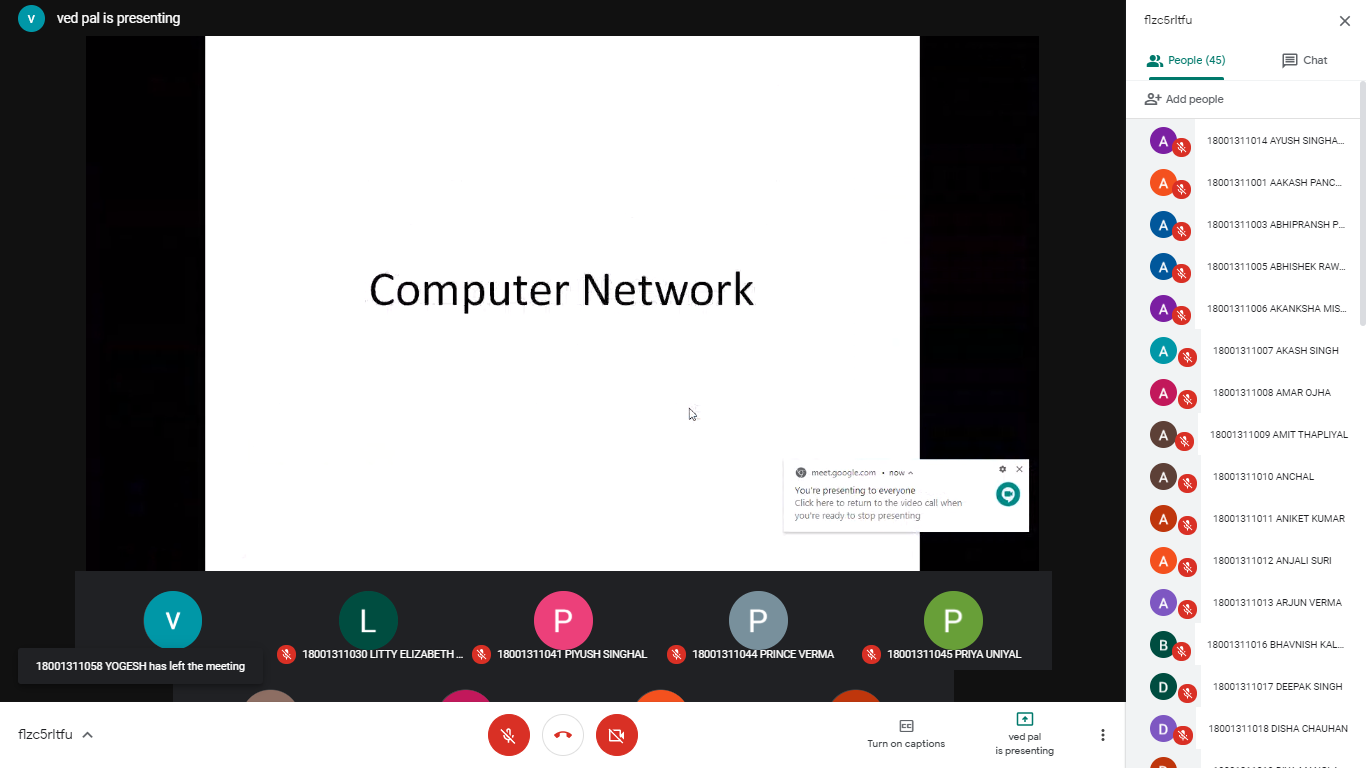 V
ved pal is presenting
Computer Network
meet.google.com • now
You're presenting to everyone
Click here to return to the video call when
you're ready to stop presenting
V
L
P
P
P
18001311030 LITTY ELIZABETH ...
18001311041 PIYUSH SINGHAL
18001311044 PRINCE VERMA
18001311045 PRIYA UNIYAL
18001311058 YOGESH has left the meeting
flzc5rltfu
Turn on captions
ved pal
is presenting
flzc5rltfu
People (45)
Chat
Add people
A 18001311014 AYUSH SINGHA...
A 18001311001 AAKASH PANC...
A 18001311003 ABHIPRANSH P...
A 18001311005 ABHISHEK RAW...
A 18001311006 AKANKSHA MIS...
A 18001311007 AKASH SINGH
A 18001311008 AMAR OJHA
A 18001311009 AMIT THAPLIYAL
A 18001311010 ANCHAL
A 18001311011 ANIKET KUMAR
A 18001311012 ANJALI SURI
A 18001311013 ARJUN VERMA
B 18001311016 BHAVNISH KAL...
D 18001311017 DEEPAK SINGH
D 18001311018 DISHA CHAUHAN